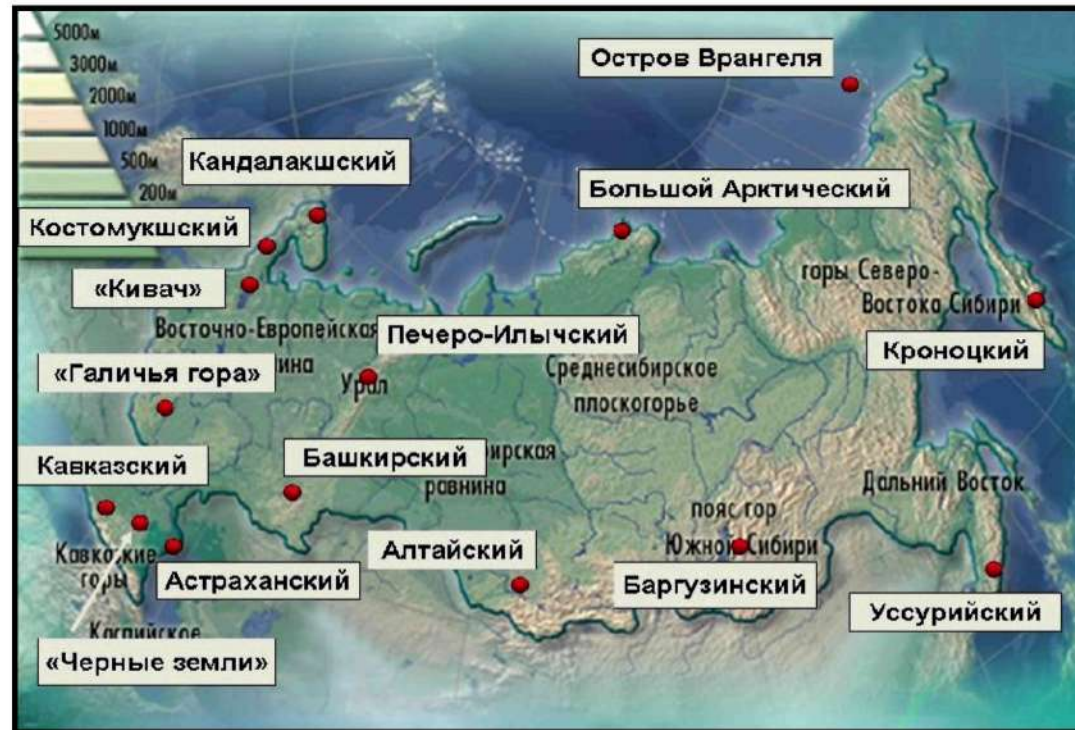 5000м
3000м
2000м
1000м
500м
200м
Остров Врангеля
Кандалакшский
Большой Арктический
Костомукшский
«Кивач»
горы Северо-
Востока Сибири
Восточно-Европейская
Печеро-Илычский
Кроноцкий
«Галичья гора»
Урал
Среднесибирское
плоскогорье
Кавказский
Башкирский
равнина
Дальний Восток
пояс гор
Южной Сибири
Кавказские
горы
Астраханский
Алтайский
Баргузинский
Уссурийский
Каспийское
«Черные земли»